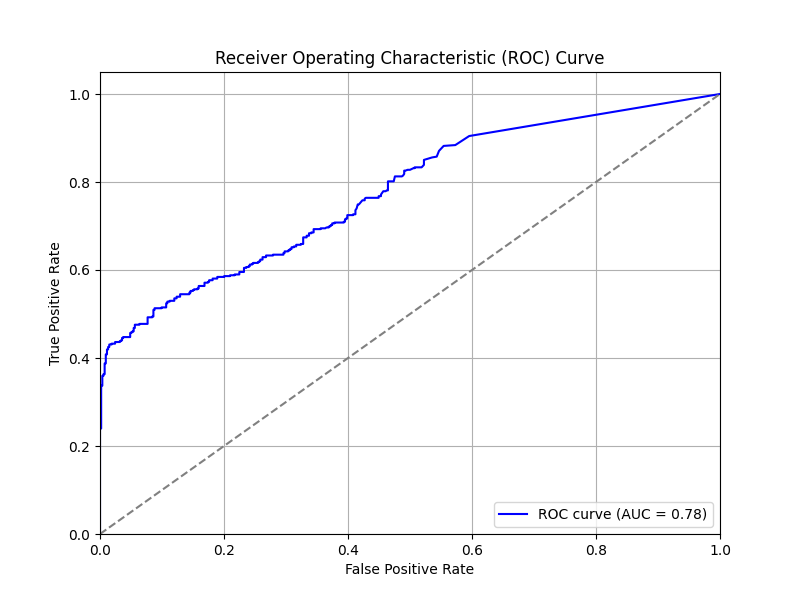 Receiver Operating Characteristic (ROC) Curve
1.0
0.8
0.6
0.4
0.2
0.0
True Positive Rate
ROC curve (AUC = 0.78)
0.0 0.2 0.4 0.6 0.8 1.0
False Positive Rate